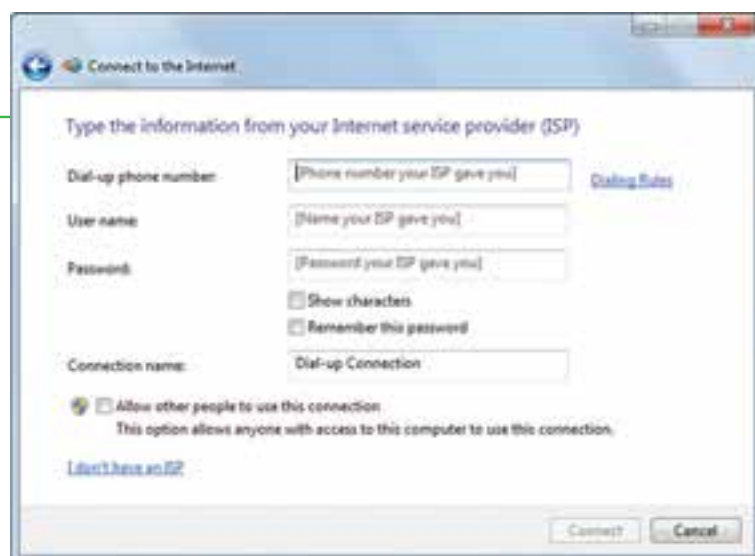 Connect to the Internet
Type the information from your Internet service provider (ISP)
Dial-up phone number: [Phone number your ISP gave you] Dialing Rules
User name: [Name your ISP gave you]
Password: [Password your ISP gave you]
Show characters
Remember this password
Connection name: Dial-up Connection
Allow other people to use this connection
This option allows anyone with access to this computer to use this connection.
I don't have an ISP
Connect Cancel